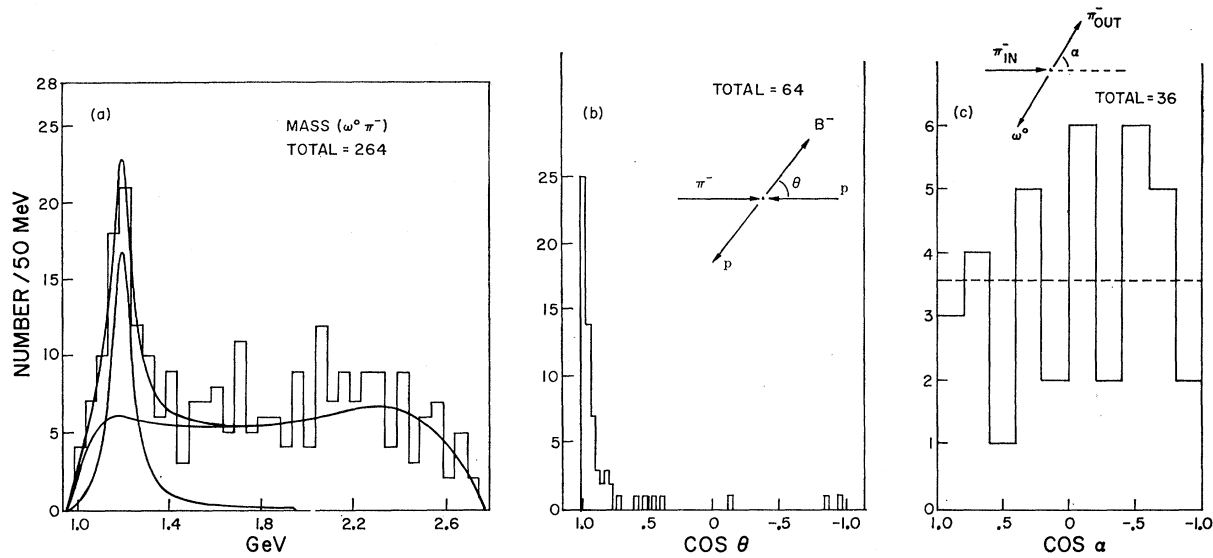 (a)
MASS (ω⁰ π⁻)
TOTAL = 264
NUMBER / 50 MeV
28
25
20
15
10
5
0
1.0
1.4
1.8
2.2
2.6
GeV
(b)
TOTAL = 64
B⁻
π⁻
θ
p
p
25
20
15
10
5
0
1.0
.5
0
-.5
-1.0
COS θ
π⁻OUT
π⁻IN
α
ω⁰
TOTAL = 36
(c)
6
5
4
3
2
1
0
1.0
.5
0
-.5
-1.0
COS α